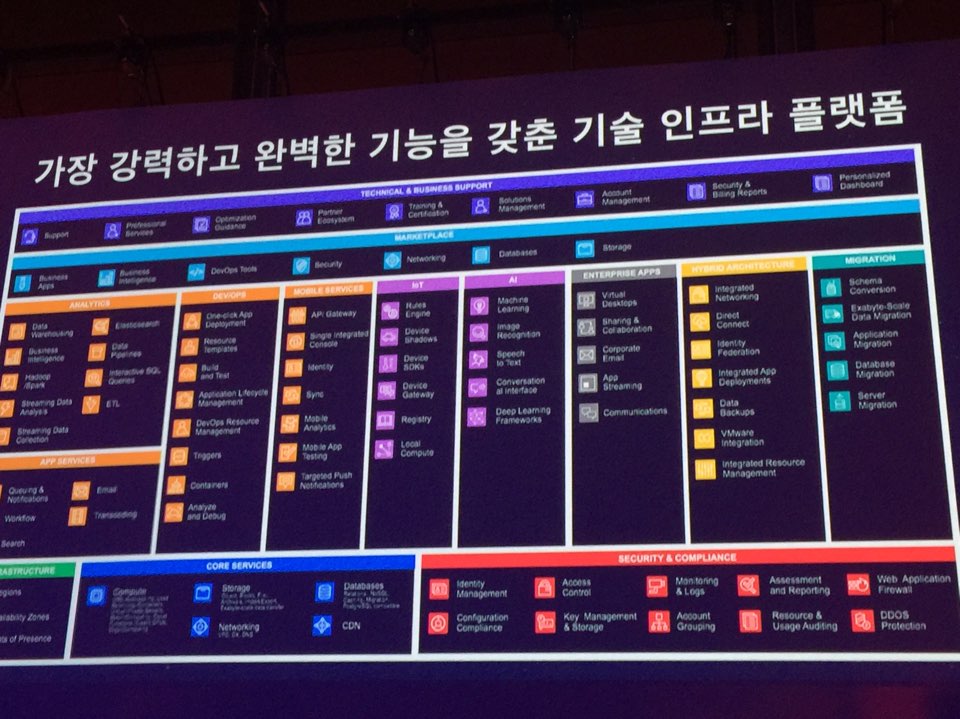 가장 강력하고 완벽한 기능을 갖춘 기술 인프라 플랫폼
TECHNICAL & BUSINESS SUPPORT
Support
Professional
Services
Optimization
Guidance
Partner
Ecosystem
Training &
Certification
Solutions
Management
Account
Management
Security &
Billing Reports
Personalized
Dashboard
MARKETPLACE
Business
Apps
Business
Intelligence
DevOps Tools
Security
Networking
Databases
Storage
ANALYTICS
Data
Warehousing
Elasticsearch
Business
Intelligence
Data
Pipelines
Hadoop
/Spark
Interactive SQL
Queries
Streaming Data
Analysis
ETL
Streaming Data
Collection
APP SERVICES
Queuing &
Notifications
Email
Workflow
Transcoding
Search
DEVOPS
One-click App
Deployment
Resource
Templates
Build
and Test
Application Lifecycle
Management
DevOps Resource
Management
Triggers
Containers
Analyze
and Debug
MOBILE SERVICES
API Gateway
Single Integrated
Console
Identity
Sync
Mobile
Analytics
Mobile App
Testing
Targeted Push
Notifications
IoT
Rules
Engine
Device
Shadows
Device
SDKs
Device
Gateway
Registry
Local
Compute
AI
Machine
Learning
Image
Recognition
Speech
to Text
Conversation
al Interface
Deep Learning
Frameworks
ENTERPRISE APPS
Virtual
Desktops
Sharing &
Collaboration
Corporate
Email
App
Streaming
Communications
HYBRID ARCHITECTURE
Integrated
Networking
Direct
Connect
Identity
Federation
Integrated App
Deployments
Data
Backups
VMware
Integration
Integrated Resource
Management
MIGRATION
Schema
Conversion
Exabyte-Scale
Data Migration
Application
Migration
Database
Migration
Server
Migration
RASTRUCTURE
egions
ailability Zones
ts of Presence
CORE SERVICES
Compute
Storage
Databases
Networking
VPC, DX, DNS
CDN
SECURITY & COMPLIANCE
Identity
Management
Access
Control
Monitoring
& Logs
Assessment
and Reporting
Web Application
Firewall
Configuration
Compliance
Key Management
& Storage
Account
Grouping
Resource &
Usage Auditing
DDOS
Protection